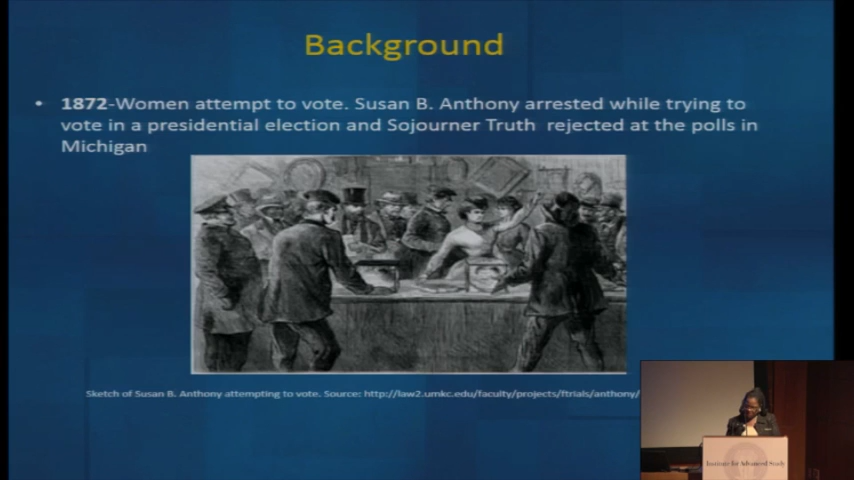 Background
• 1872-Women attempt to vote. Susan B. Anthony arrested while trying to
vote in a presidential election and Sojourner Truth rejected at the polls in
Michigan
Sketch of Susan B. Anthony attempting to vote. Source: http://law2.umkc.edu/faculty/projects/ftrials/anthony/
Institute for Advanced Study